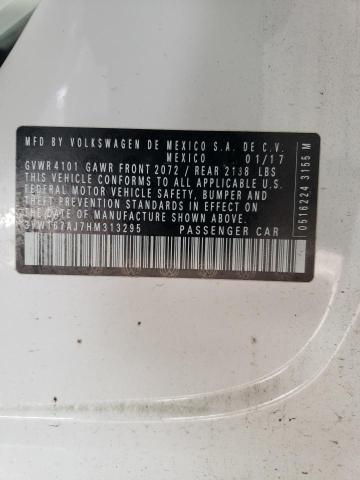 MFD BY VOLKSWAGEN DE MEXICO S.A. DE C.V.
MEXICO 01/17
GVWR 4101 GAWR FRONT 2072 / REAR 2138 LBS
THIS VEHICLE CONFORMS TO ALL APPLICABLE U.S.
FEDERAL MOTOR VEHICLE SAFETY, BUMPER AND
THEFT PREVENTION STANDARDS IN EFFECT ON THE
DATE OF MANUFACTURE SHOWN ABOVE.
3VWT67AJ7HM313295 PASSENGER CAR
0516224 3155 M